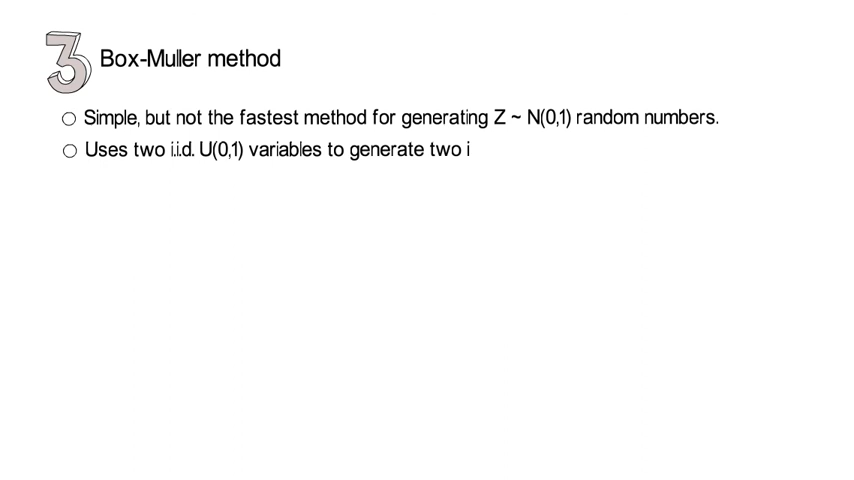 3 Box-Muller method
Simple, but not the fastest method for generating Z ~ N(0,1) random numbers.
Uses two i.i.d. U(0,1) variables to generate two i